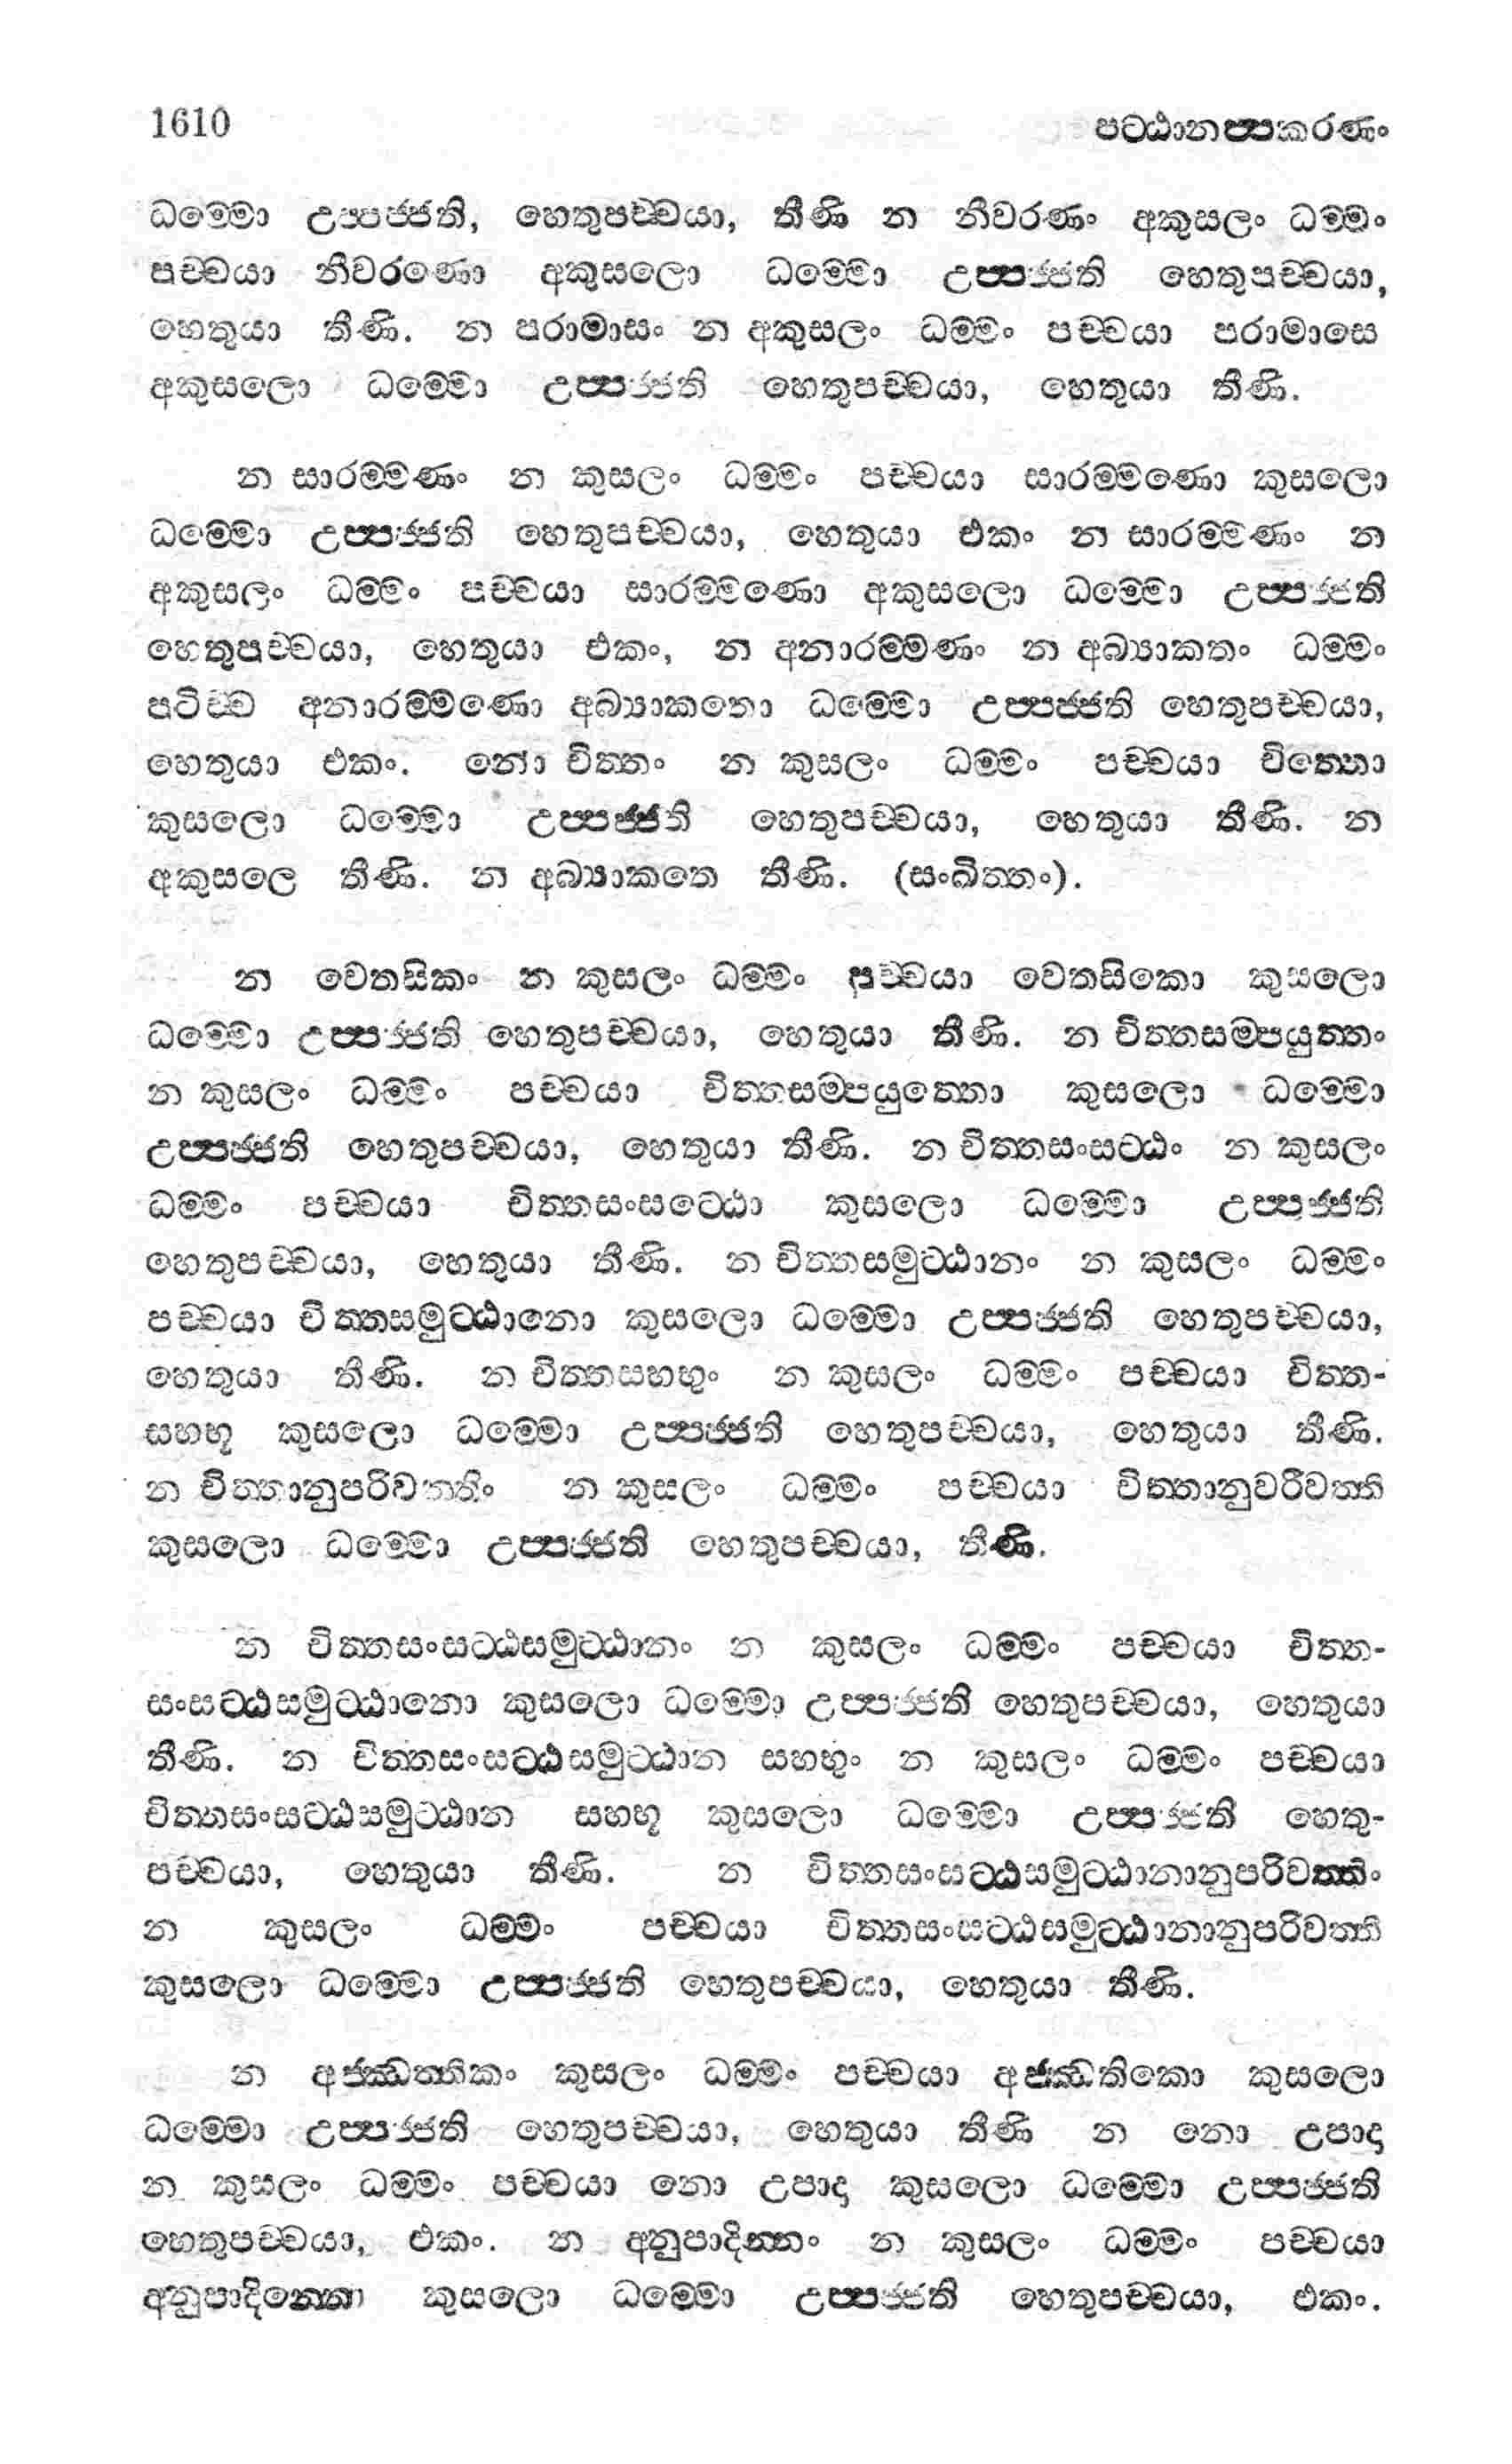 1610 පට්ඨානප්පකරණං
ධම්මො උප්පජ්ජති, හෙතුපච්චයා, තීණි න නීවරණං අකුසලං ධම්මං
පච්චයා නීවරණො අකුසලො ධම්මො උප්පජ්ජති හෙතුපච්චයා,
හෙතුයා තීණි. න පරාමාසං න අකුසලං ධම්මං පච්චයා පරාමාසෙ
අකුසලො ධම්මො උප්පජ්ජති හෙතුපච්චයා, හෙතුයා තීණි.
න සාරම්මණං න කුසලං ධම්මං පච්චයා සාරම්මණො කුසලො
ධම්මො උප්පජ්ජති හෙතුපච්චයා, හෙතුයා එකං න සාරම්මණං න
අකුසලං ධම්මං පච්චයා සාරම්මණො අකුසලො ධම්මො උප්පජ්ජති
හෙතුපච්චයා, හෙතුයා එකං, න අනාරම්මණං න අබ්‍යාකතං ධම්මං
පටිච්ච අනාරම්මණො අබ්‍යාකතො ධම්මො උප්පජ්ජති හෙතුපච්චයා,
හෙතුයා එකං. නො චිත්තං න කුසලං ධම්මං පච්චයා චිත්තො
කුසලො ධම්මො උප්පජ්ජති හෙතුපච්චයා, හෙතුයා තීණි. න
අකුසලෙ තීණි. න අබ්‍යාකතෙ තීණි. (සංඛිත්තං).
න චෙතසිකං න කුසලං ධම්මං පච්චයා චෙතසිකො කුසලො
ධම්මො උප්පජ්ජති හෙතුපච්චයා, හෙතුයා තීණි. න චිත්තසම්පයුත්තං
න කුසලං ධම්මං පච්චයා චිත්තසම්පයුත්තො කුසලො ධම්මො
උප්පජ්ජති හෙතුපච්චයා, හෙතුයා තීණි. න චිත්තසංසට්ඨං න කුසලං
ධම්මං පච්චයා චිත්තසංසට්ඨො කුසලො ධම්මො උප්පජ්ජති
හෙතුපච්චයා, හෙතුයා තීණි. න චිත්තසමුට්ඨානං න කුසලං ධම්මං
පච්චයා චිත්තසමුට්ඨානො කුසලො ධම්මො උප්පජ්ජති හෙතුපච්චයා,
හෙතුයා තීණි. න චිත්තසහභුං න කුසලං ධම්මං පච්චයා චිත්ත-
සහභූ කුසලො ධම්මො උප්පජ්ජති හෙතුපච්චයා, හෙතුයා තීණි.
න චිත්තානුපරිවත්තිං න කුසලං ධම්මං පච්චයා චිත්තානුවරිවත්ති
කුසලො ධම්මො උප්පජ්ජති හෙතුපච්චයා, තීණි.
න චිත්තසංසට්ඨසමුට්ඨානං න කුසලං ධම්මං පච්චයා චිත්ත-
සංසට්ඨසමුට්ඨානො කුසලො ධම්මො උප්පජ්ජති හෙතුපච්චයා, හෙතුයා
තීණි. න චිත්තසංසට්ඨසමුට්ඨාන සහභුං න කුසලං ධම්මං පච්චයා
චිත්තසංසට්ඨසමුට්ඨාන සහභූ කුසලො ධම්මො උප්පජ්ජති හෙතු-
පච්චයා, හෙතුයා තීණි. න චිත්තසංසට්ඨසමුට්ඨානානුපරිවත්තිං
න කුසලං ධම්මං පච්චයා චිත්තසංසට්ඨසමුට්ඨානානුපරිවත්ති
කුසලො ධම්මො උප්පජ්ජති හෙතුපච්චයා, හෙතුයා තීණි.
න අජ්ඣත්තිකං කුසලං ධම්මං පච්චයා අජ්ඣතිකො කුසලො
ධම්මො උප්පජ්ජති හෙතුපච්චයා, හෙතුයා තීණි න නො උපාදා
න කුසලං ධම්මං පච්චයා නො උපාදා කුසලො ධම්මො උප්පජ්ජති
හෙතුපච්චයා, එකං. න අනුපාදින්නං න කුසලං ධම්මං පච්චයා
අනුපාදින්නො කුසලො ධම්මො උප්පජ්ජති හෙතුපච්චයා, එකං.